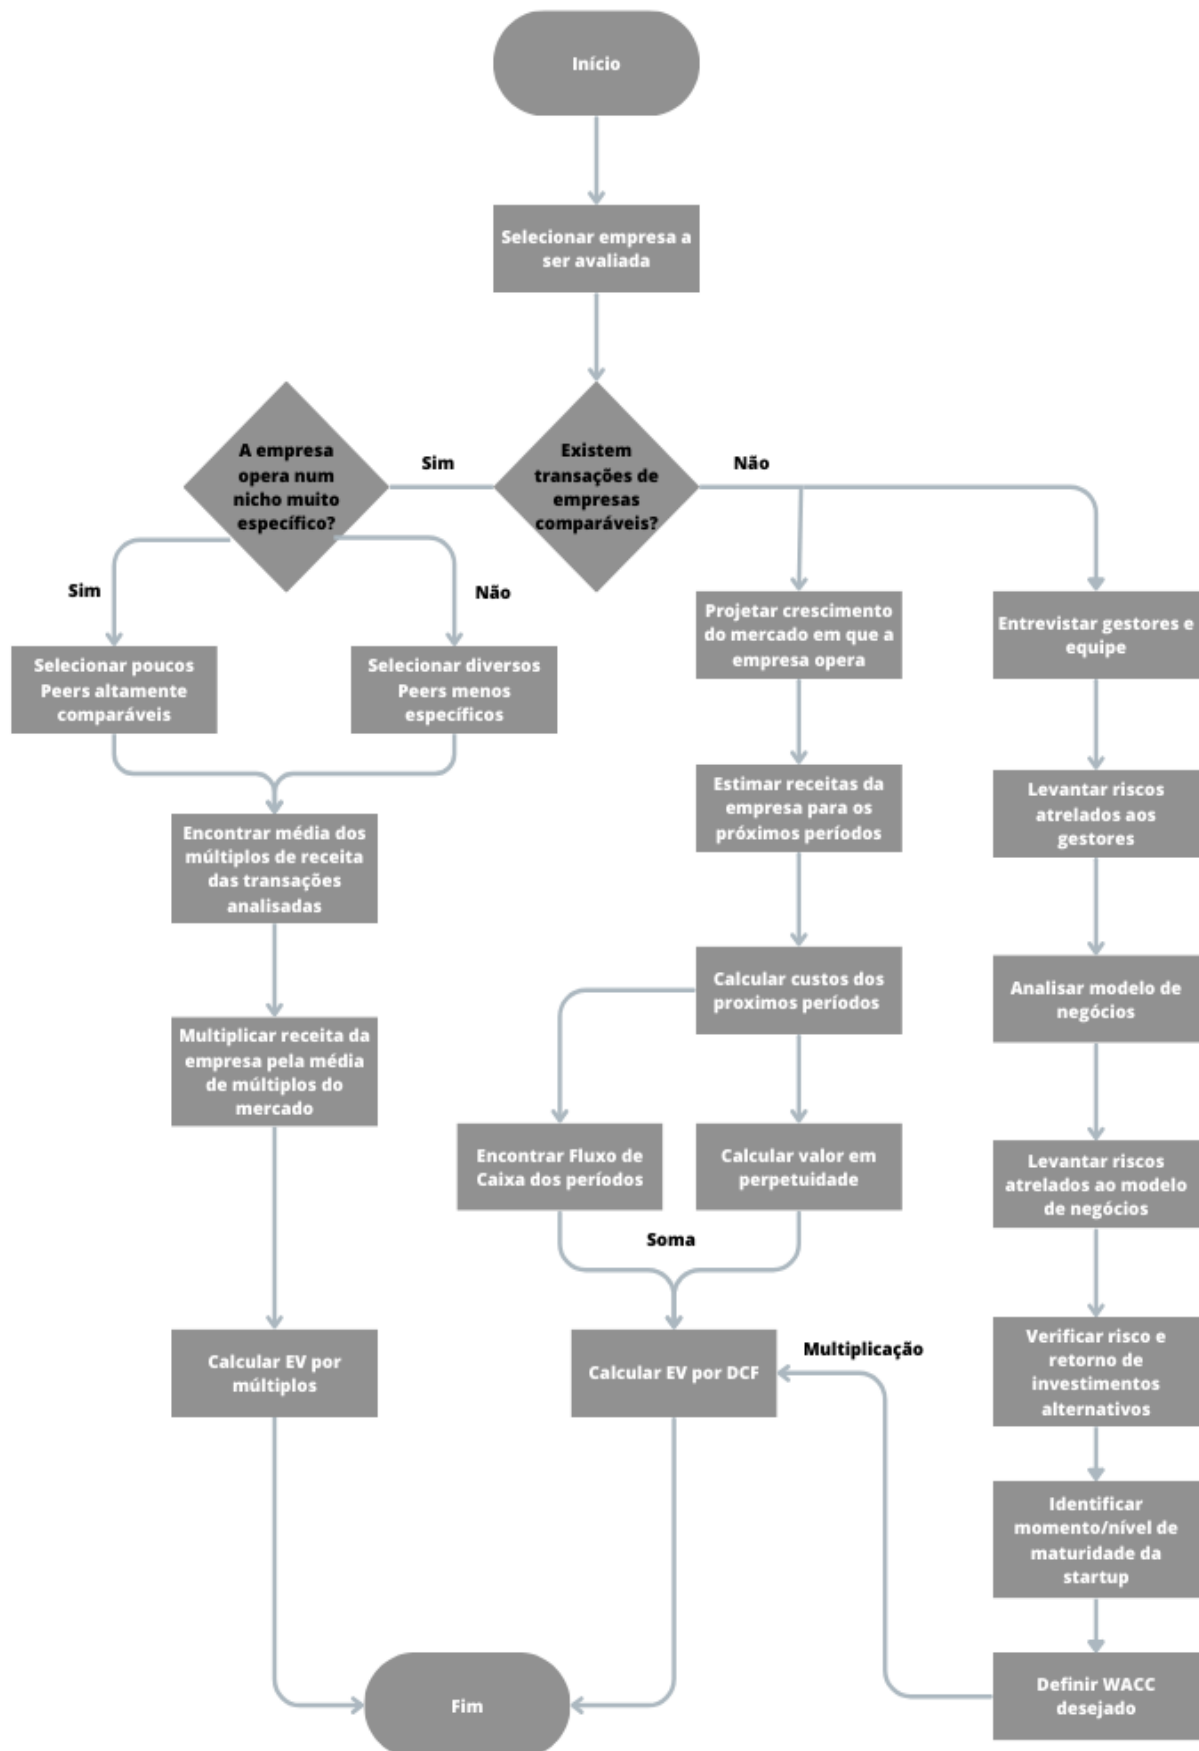 Início
Selecionar empresa a
ser avaliada
A empresa
opera num
nicho muito
específico?
Sim
Existem
transações de
empresas
comparáveis?
Não
Sim
Não
Selecionar poucos
Peers altamente
comparáveis
Selecionar diversos
Peers menos
específicos
Projetar crescimento
do mercado em que a
empresa opera
Entrevistar gestores e
equipe
Encontrar média dos
múltiplos de receita
das transações
analisadas
Estimar receitas da
empresa para os
próximos períodos
Levantar riscos
atrelados aos
gestores
Multiplicar receita da
empresa pela média
de múltiplos do
mercado
Calcular custos dos
proximos períodos
Analisar modelo de
negócios
Encontrar Fluxo de
Caixa dos períodos
Calcular valor em
perpetuidade
Levantar riscos
atrelados ao modelo
de negócios
Soma
Calcular EV por
múltiplos
Calcular EV por DCF
Multiplicação
Verificar risco e
retorno de
investimentos
alternativos
Identificar
momento/nível de
maturidade da
startup
Definir WACC
desejado
Fim